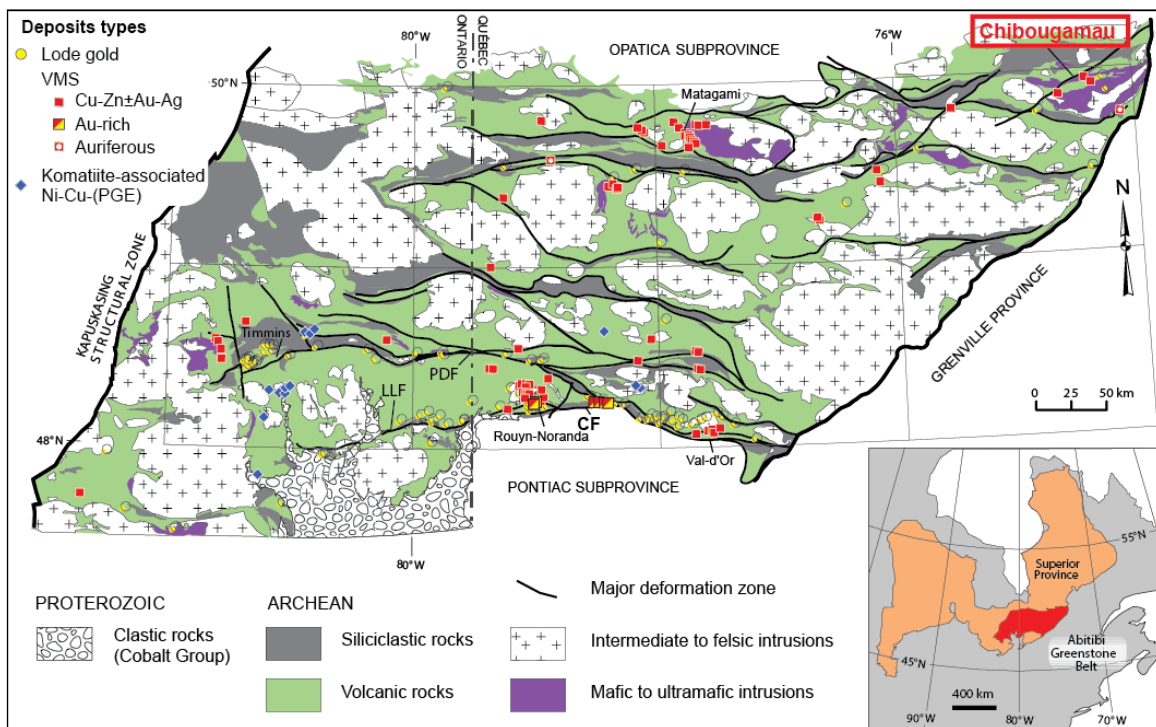 Deposits types
Lode gold
VMS
Cu-Zn±Au-Ag
Au-rich
Auriferous
Komatiite-associated
Ni-Cu-(PGE)
80°W
QUÉBEC
ONTARIO
OPATICA SUBPROVINCE
76°W
Chibougamau
50°N
Matagami
N
KAPUSKASING
STRUCTURAL ZONE
GRENVILLE PROVINCE
Timmins
PDF
LLF
0 25 50 km
CF
Rouyn-Noranda
48°N
Val-d'Or
PONTIAC SUBPROVINCE
80°W
PROTEROZOIC
Clastic rocks
(Cobalt Group)
ARCHEAN
Siliciclastic rocks
Volcanic rocks
Major deformation zone
Intermediate to felsic intrusions
Mafic to ultramafic intrusions
55°N
Superior
Province
Abitibi
Greenstone
Belt
45°N
400 km
90°W
80°W
70°W